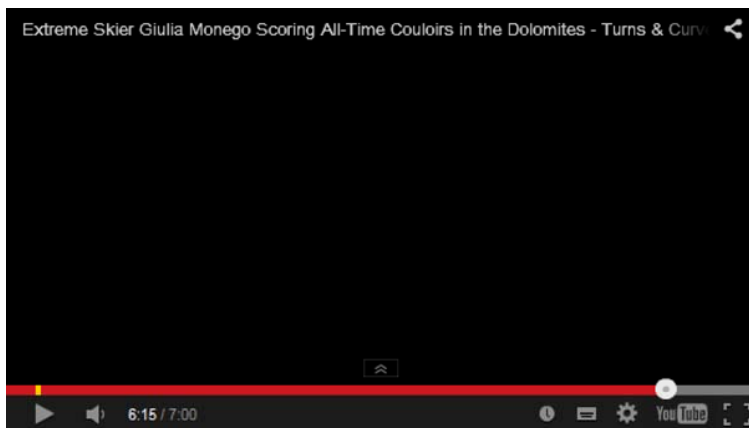 Extreme Skier Giulia Monego Scoring All-Time Couloirs in the Dolomites - Turns & Curv
6:15 / 7:00
YouTube